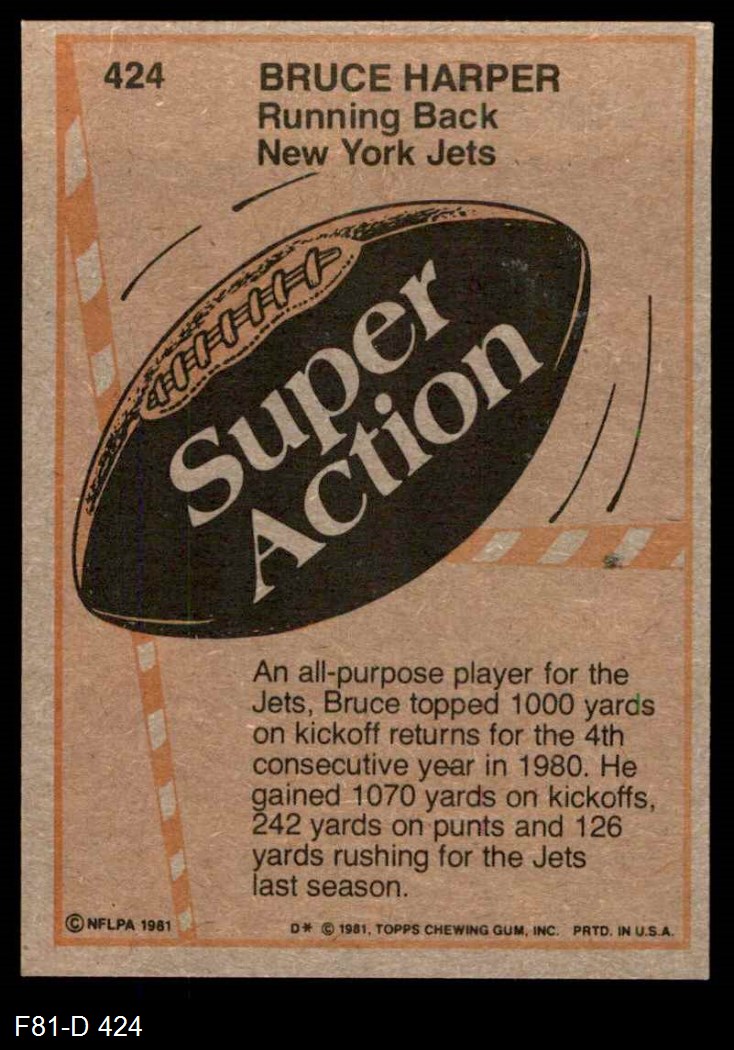 424
BRUCE HARPER
Running Back
New York Jets
Super
Action
An all-purpose player for the
Jets, Bruce topped 1000 yards
on kickoff returns for the 4th
consecutive year in 1980. He
gained 1070 yards on kickoffs,
242 yards on punts and 126
yards rushing for the Jets
last season.
© NFLPA 1981
D* © 1981, TOPPS CHEWING GUM, INC. PRTD. IN U.S.A.
F81-D 424